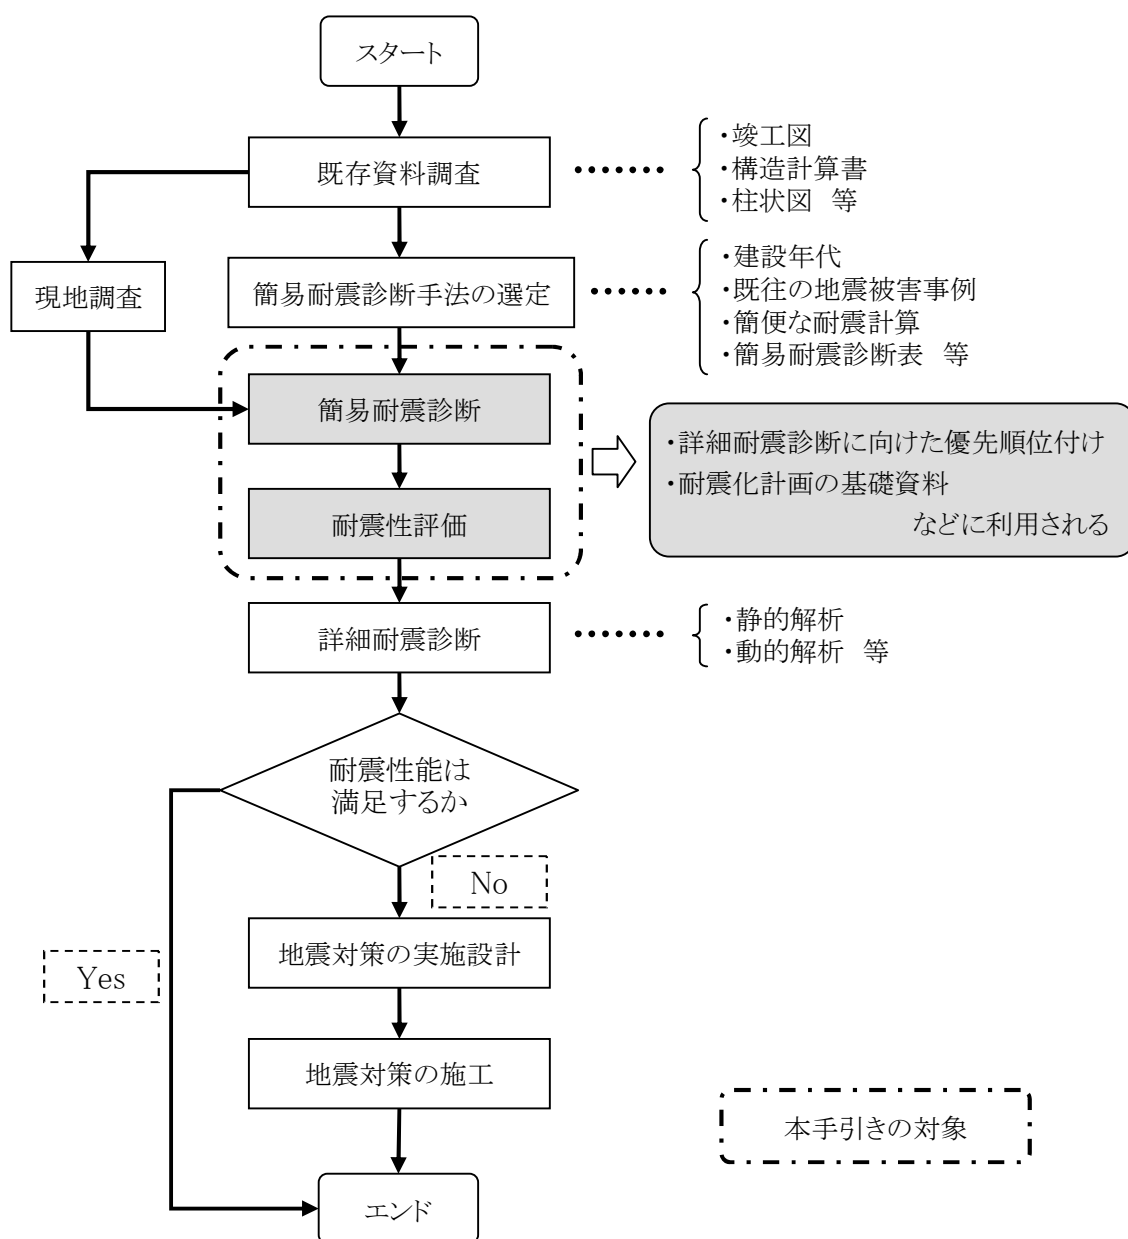 スタート
既存資料調査
・竣工図
・構造計算書
・柱状図　等
現地調査
簡易耐震診断手法の選定
・建設年代
・既往の地震被害事例
・簡便な耐震計算
・簡易耐震診断表　等
簡易耐震診断
耐震性評価
・詳細耐震診断に向けた優先順位付け
・耐震化計画の基礎資料
などに利用される
詳細耐震診断
・静的解析
・動的解析　等
耐震性能は
満足するか
No
Yes
地震対策の実施設計
地震対策の施工
本手引きの対象
エンド